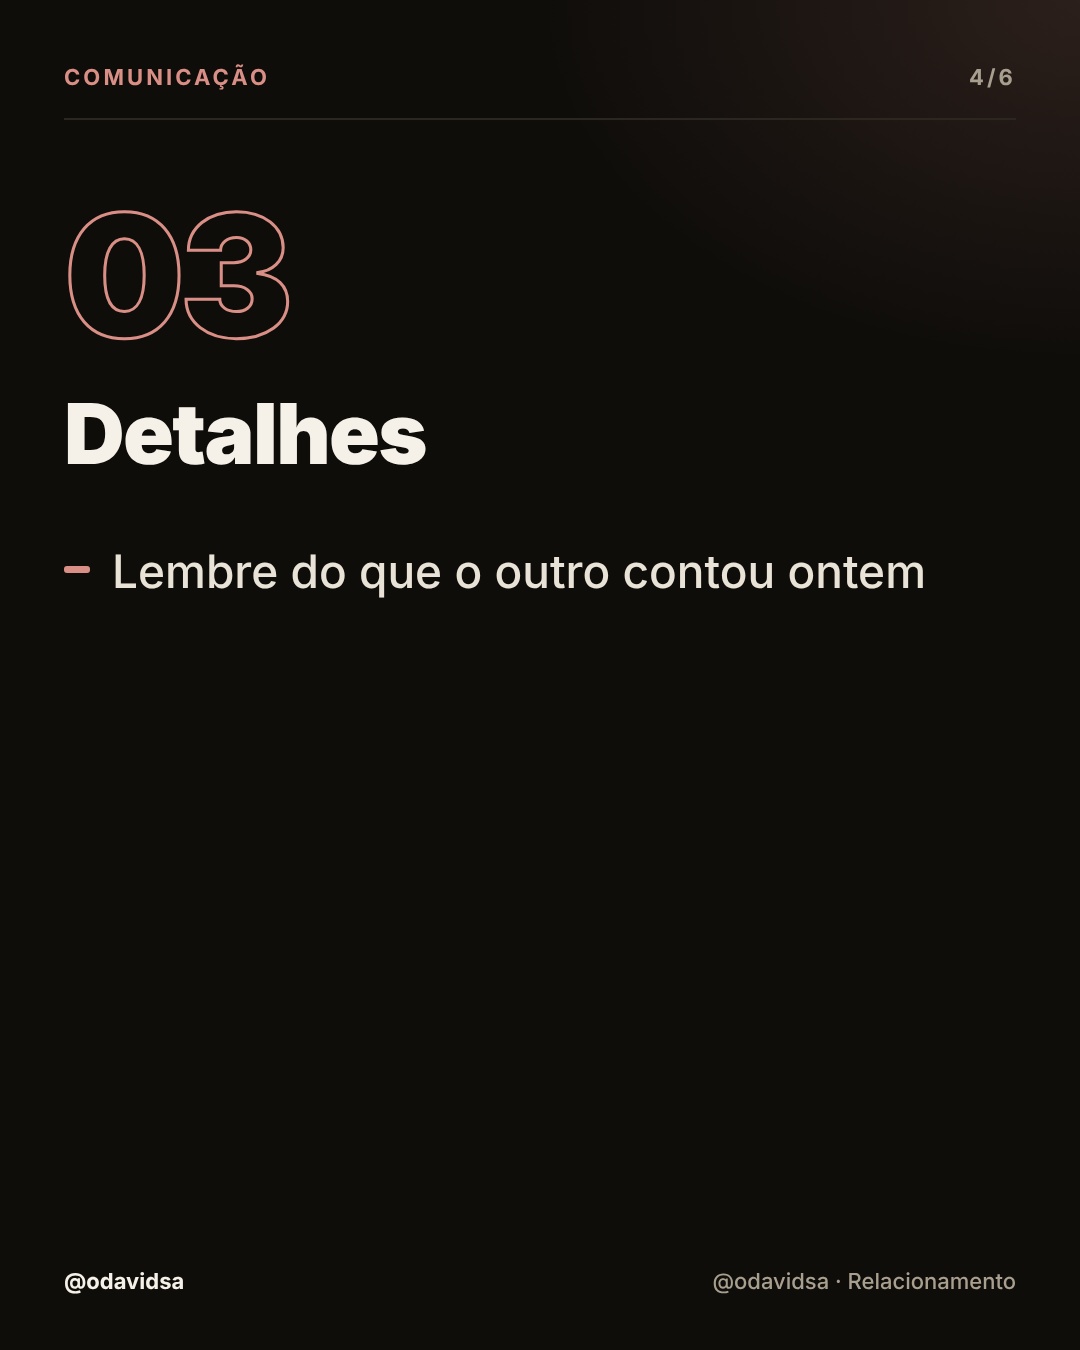 COMUNICAÇÃO
4/6
03
Detalhes
Lembre do que o outro contou ontem
@odavidsa
@odavidsa · Relacionamento